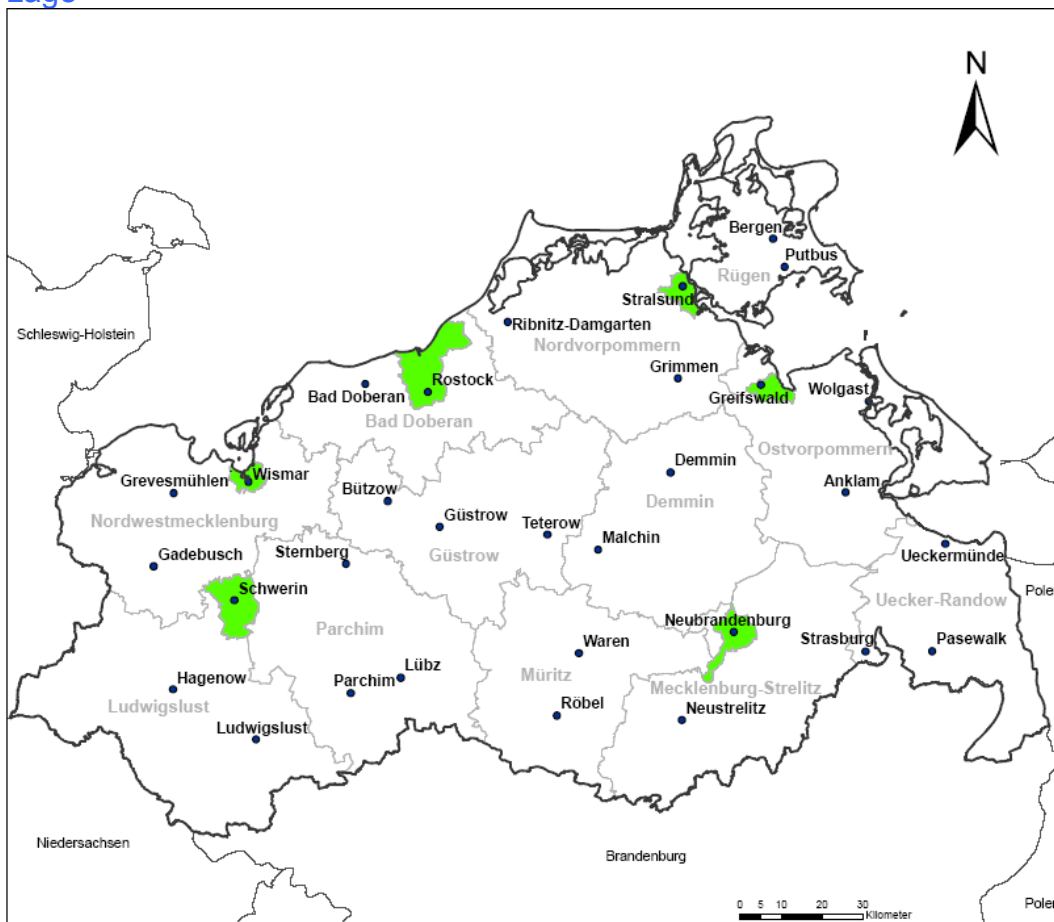 Lage
N
Bergen
Putbus
Rügen
Stralsund
Schleswig-Holstein
Ribnitz-Damgarten
Nordvorpommern
Grimmen
Rostock
Bad Doberan
Bad Doberan
Greifswald
Wolgast
Ostvorpommern
Demmin
Demmin
Anklam
Wismar
Grevesmühlen
Bützow
Nordwestmecklenburg
Güstrow
Teterow
Güstrow
Malchin
Gadebusch
Sternberg
Ueckermünde
Schwerin
Polen
Uecker-Randow
Parchim
Neubrandenburg
Strasburg
Pasewalk
Waren
Müritz
Mecklenburg-Strelitz
Lübz
Parchim
Hagenow
Ludwigslust
Röbel
Neustrelitz
Ludwigslust
Niedersachsen
Brandenburg
Polen
0 5 10 20 30
Kilometer